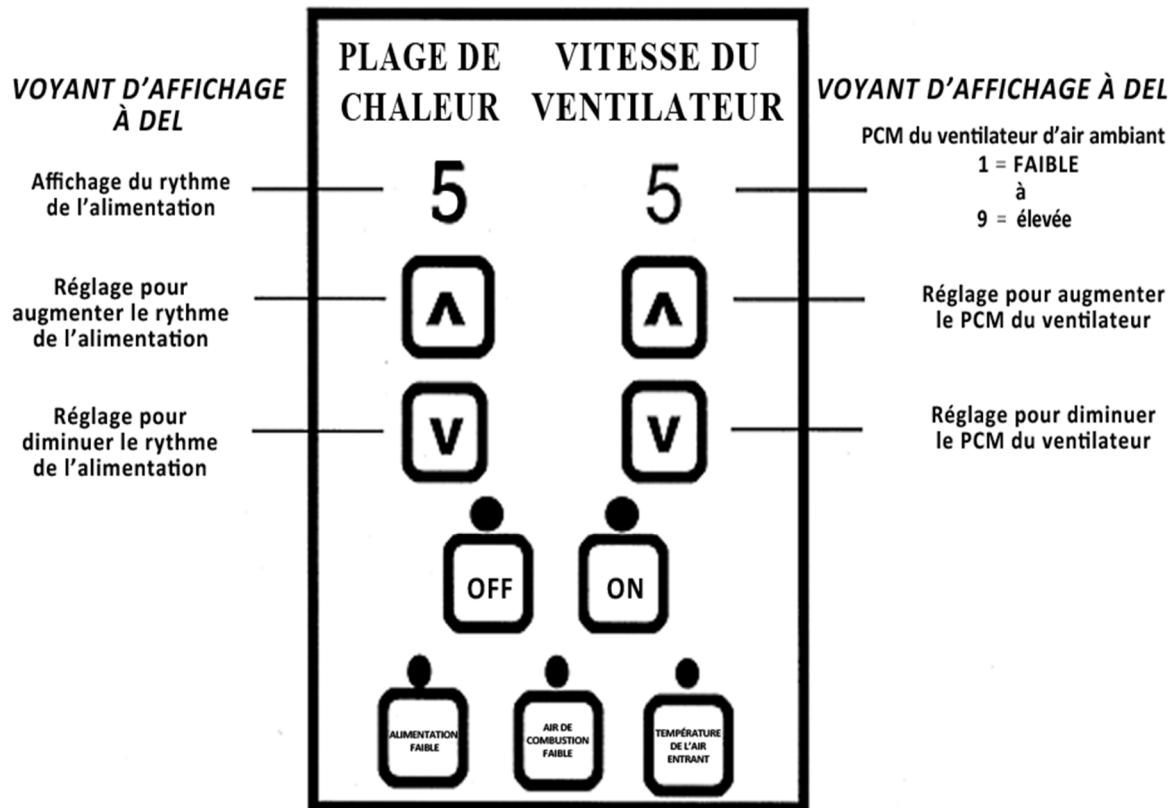 PLAGE DE
CHALEUR
VITESSE DU
VENTILATEUR
VOYANT D'AFFICHAGE
À DEL
VOYANT D'AFFICHAGE À DEL
Affichage du rythme
de l'alimentation
5
5
PCM du ventilateur d'air ambiant
1 = FAIBLE
à
9 = élevée
Réglage pour
augmenter le rythme
de l'alimentation
ʌ
ʌ
Réglage pour augmenter
le PCM du ventilateur
Réglage pour
diminuer le rythme
de l'alimentation
v
v
Réglage pour diminuer
le PCM du ventilateur
OFF
ON
ALIMENTATION
FAIBLE
AIR DE
COMBUSTION
FAIBLE
TEMPÉRATURE
DE L'AIR
ENTRANT